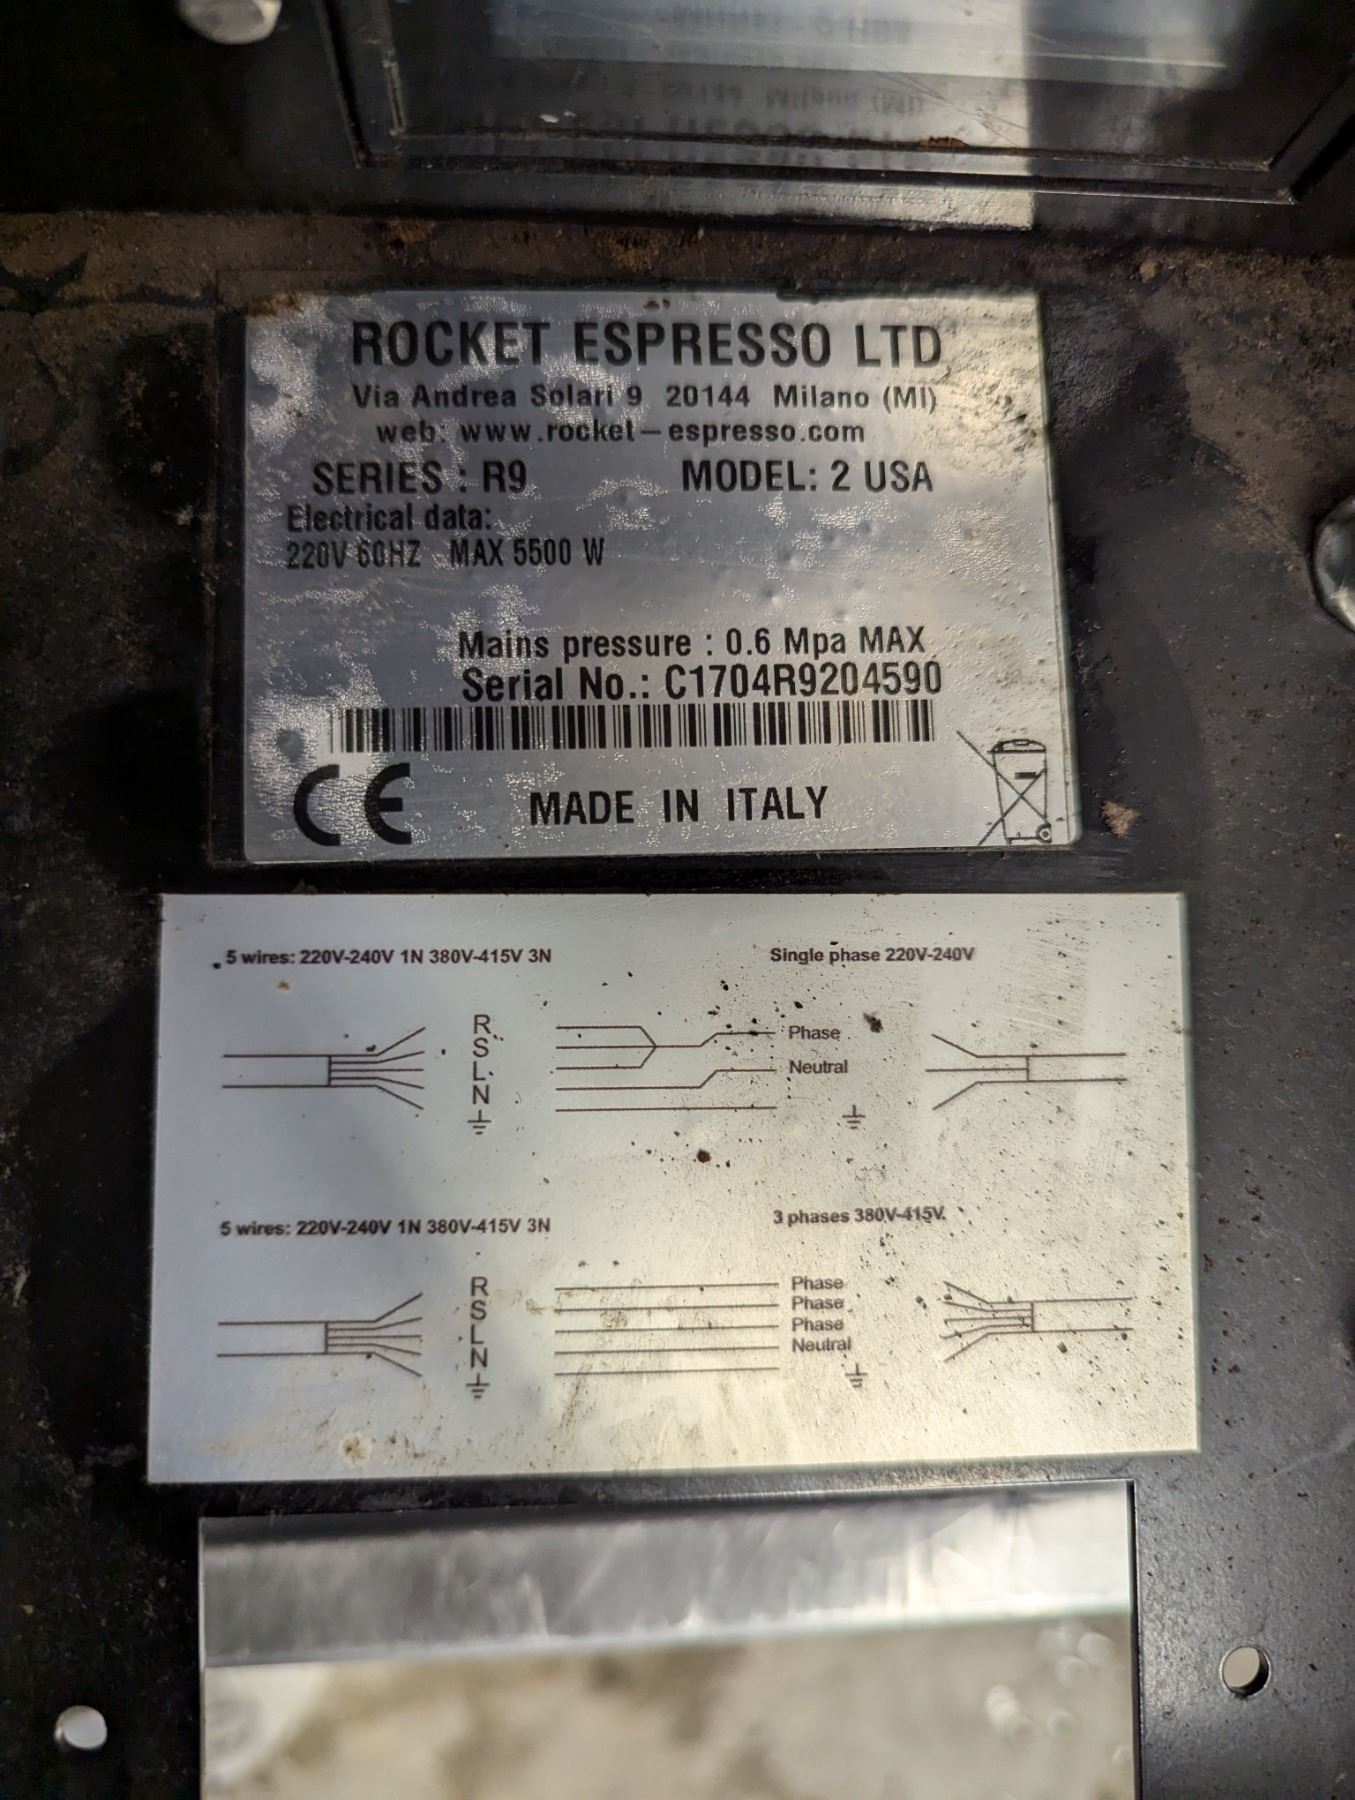 ROCKET ESPRESSO LTD
Via Andrea Solari 9 20144 Milano (MI)
web: www.rocket-espresso.com
SERIES : R9 MODEL: 2 USA
Electrical data:
220V 60HZ MAX 5500 W
Mains pressure : 0.6 Mpa MAX
Serial No.: C1704R9204590
CE MADE IN ITALY
5 wires: 220V-240V 1N 380V-415V 3N Single phase 220V-240V
R Phase
S
L Neutral
N
5 wires: 220V-240V 1N 380V-415V 3N 3 phases 380V-415V.
R Phase
S Phase
L Phase
N Neutral